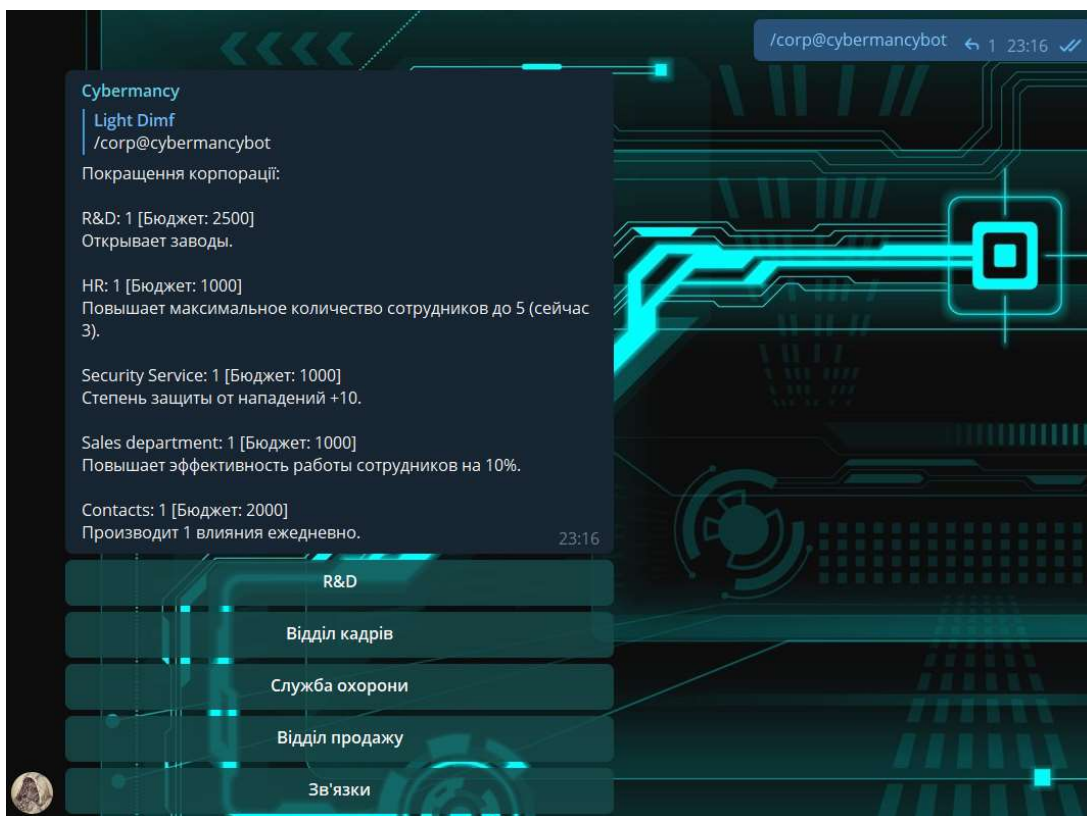 /corp@cybermancybot 1 23:16
Cybermancy
Light Dimf
/corp@cybermancybot
Покращення корпорації:
R&D: 1 [Бюджет: 2500]
Открывает заводы.
HR: 1 [Бюджет: 1000]
Повышает максимальное количество сотрудников до 5 (сейчас
3).
Security Service: 1 [Бюджет: 1000]
Степень защиты от нападений +10.
Sales department: 1 [Бюджет: 1000]
Повышает эффективность работы сотрудников на 10%.
Contacts: 1 [Бюджет: 2000]
Производит 1 влияния ежедневно. 23:16
R&D
Відділ кадрів
Служба охорони
Відділ продажу
Зв'язки